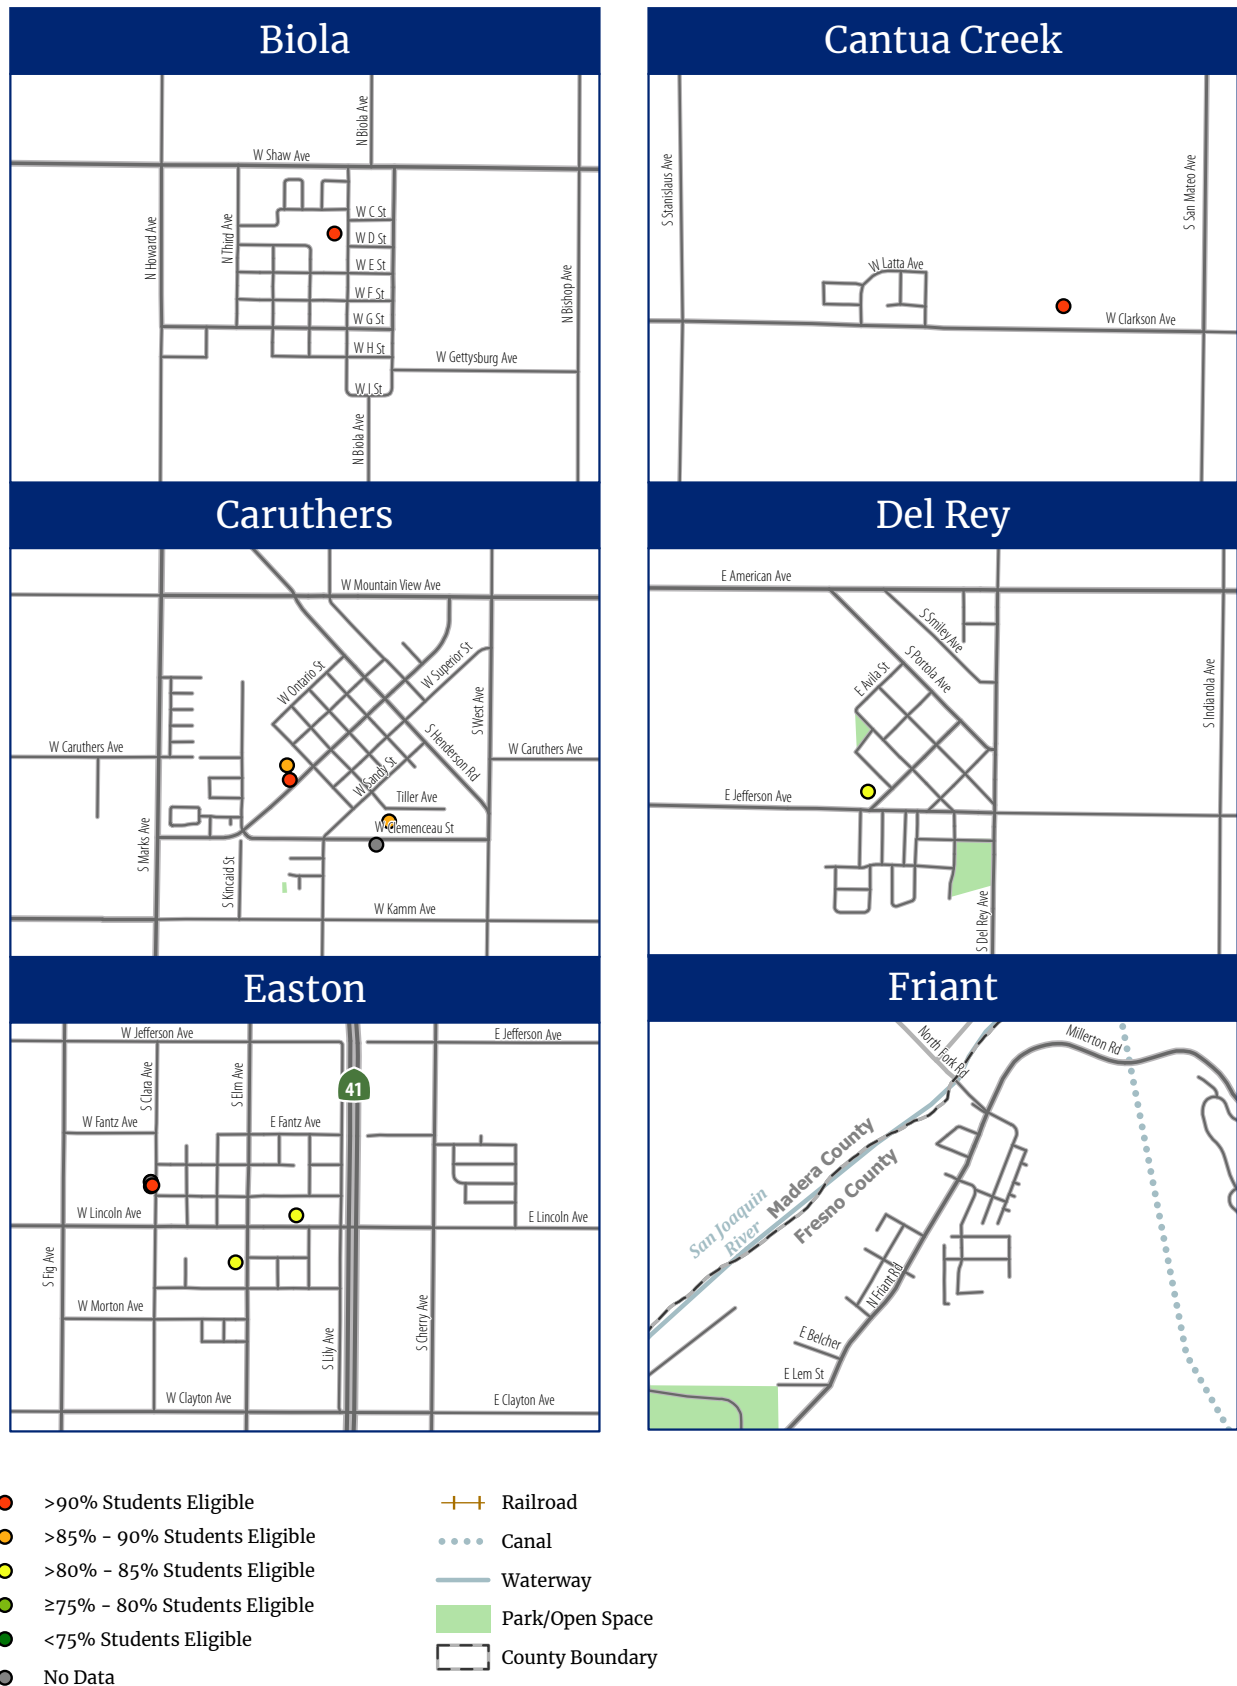 Biola
N Biola Ave
W Shaw Ave
N Howard Ave
N Third Ave
W C St
W D St
W E St
W F St
W G St
W H St
W I St
N Bishop Ave
W Gettysburg Ave
N Biola Ave
Cantua Creek
S Stanislaus Ave
S San Mateo Ave
W Latta Ave
W Clarkson Ave
Caruthers
W Mountain View Ave
W Ontario St
W Superior St
S West Ave
S Henderson Rd
W Caruthers Ave
W Caruthers Ave
W Sandy St
Tiller Ave
W Clemenceau St
S Marks Ave
S Kincaid St
W Kamm Ave
Del Rey
E American Ave
S Smiley Ave
S Portola Ave
E Avila St
S Indianola Ave
E Jefferson Ave
S Del Rey Ave
Easton
W Jefferson Ave
E Jefferson Ave
S Clara Ave
S Elm Ave
41
W Fantz Ave
E Fantz Ave
W Lincoln Ave
E Lincoln Ave
S Fig Ave
W Morton Ave
S Lily Ave
S Cherry Ave
W Clayton Ave
E Clayton Ave
Friant
North Fork Rd
Millerton Rd
Madera County
Fresno County
San Joaquin
River
N Friant Rd
E Belcher
E Lem St
>90% Students Eligible
>85% - 90% Students Eligible
>80% - 85% Students Eligible
≥75% - 80% Students Eligible
<75% Students Eligible
No Data
Railroad
Canal
Waterway
Park/Open Space
County Boundary